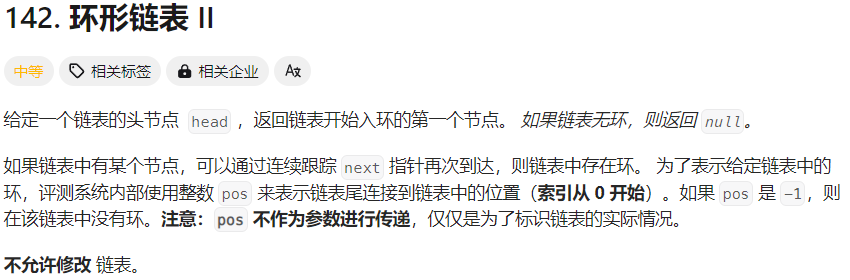 142. 环形链表 II
中等 相关标签 相关企业 A文
给定一个链表的头节点 head ，返回链表开始入环的第一个节点。 如果链表无环，则返回 null。
如果链表中有某个节点，可以通过连续跟踪 next 指针再次到达，则链表中存在环。 为了表示给定链表中的
环，评测系统内部使用整数 pos 来表示链表尾连接到链表中的位置（索引从 0 开始）。如果 pos 是 -1，则
在该链表中没有环。注意：pos 不作为参数进行传递，仅仅是为了标识链表的实际情况。
不允许修改 链表。